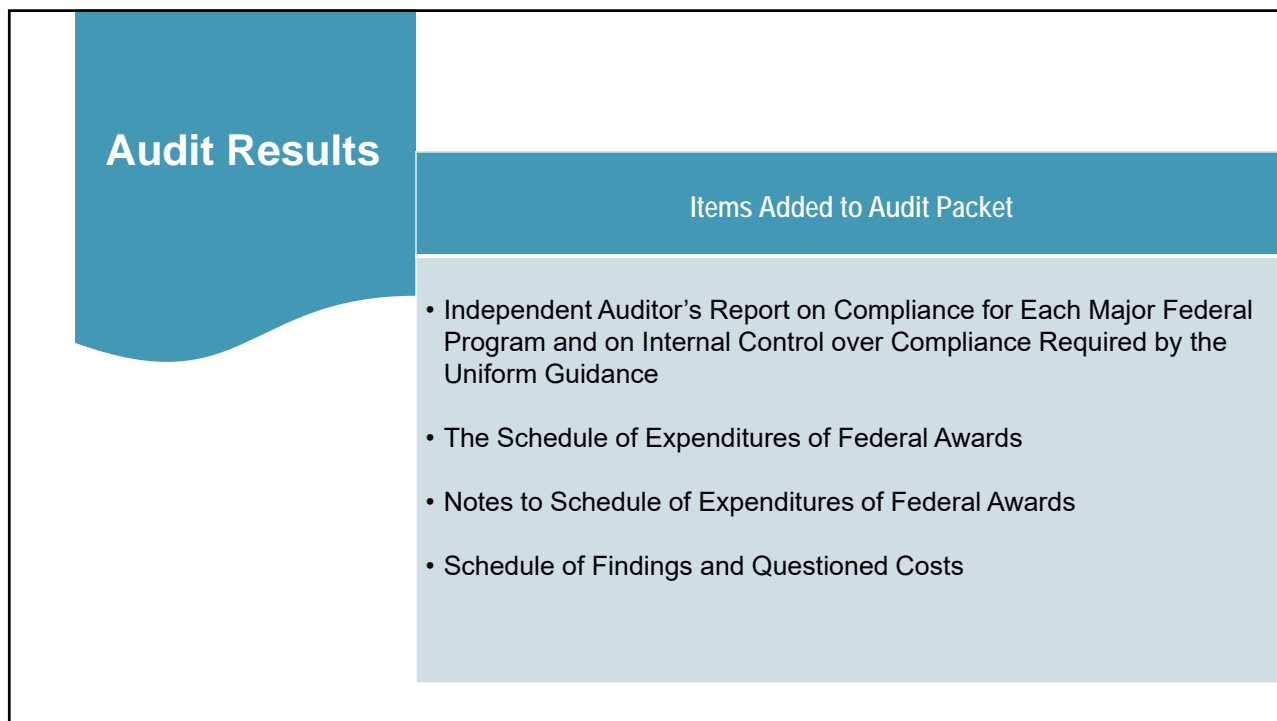 Audit Results
Items Added to Audit Packet
• Independent Auditor’s Report on Compliance for Each Major Federal
Program and on Internal Control over Compliance Required by the
Uniform Guidance
• The Schedule of Expenditures of Federal Awards
• Notes to Schedule of Expenditures of Federal Awards
• Schedule of Findings and Questioned Costs